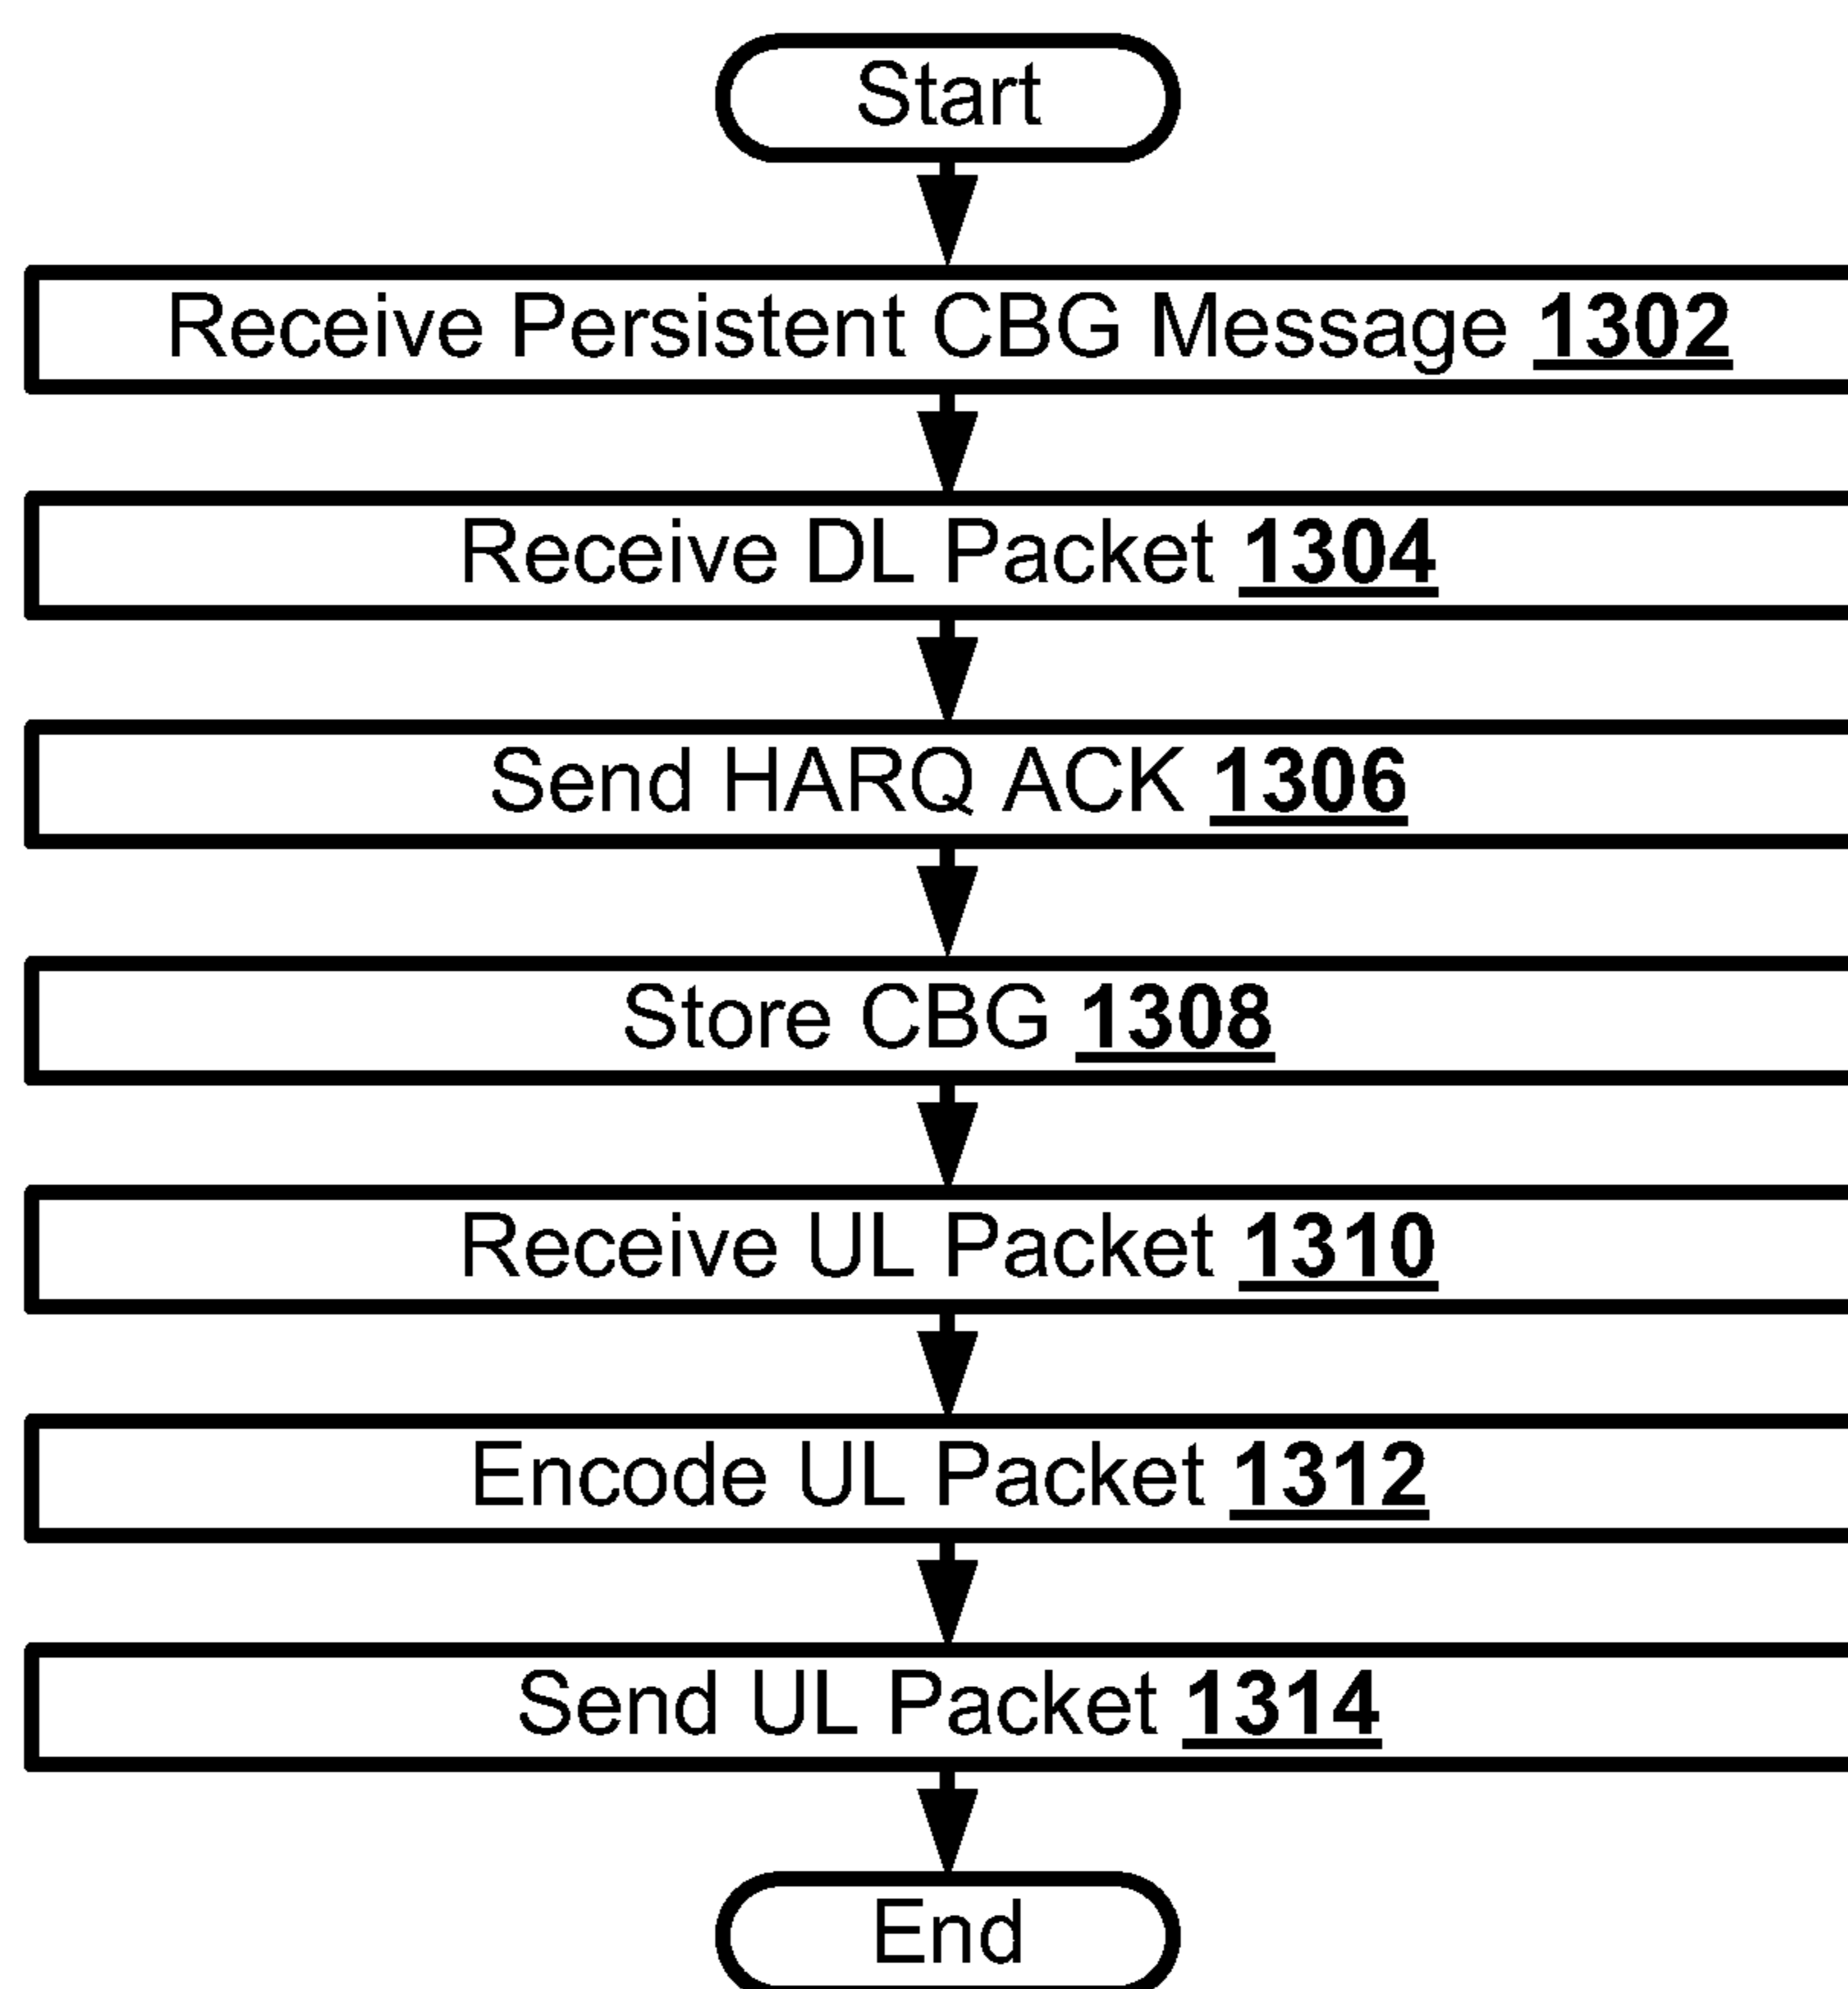 Start
Receive Persistent CBG Message 1302
Receive DL Packet 1304
Send HARQ ACK 1306
Store CBG 1308
Receive UL Packet 1310
Encode UL Packet 1312
Send UL Packet 1314
End